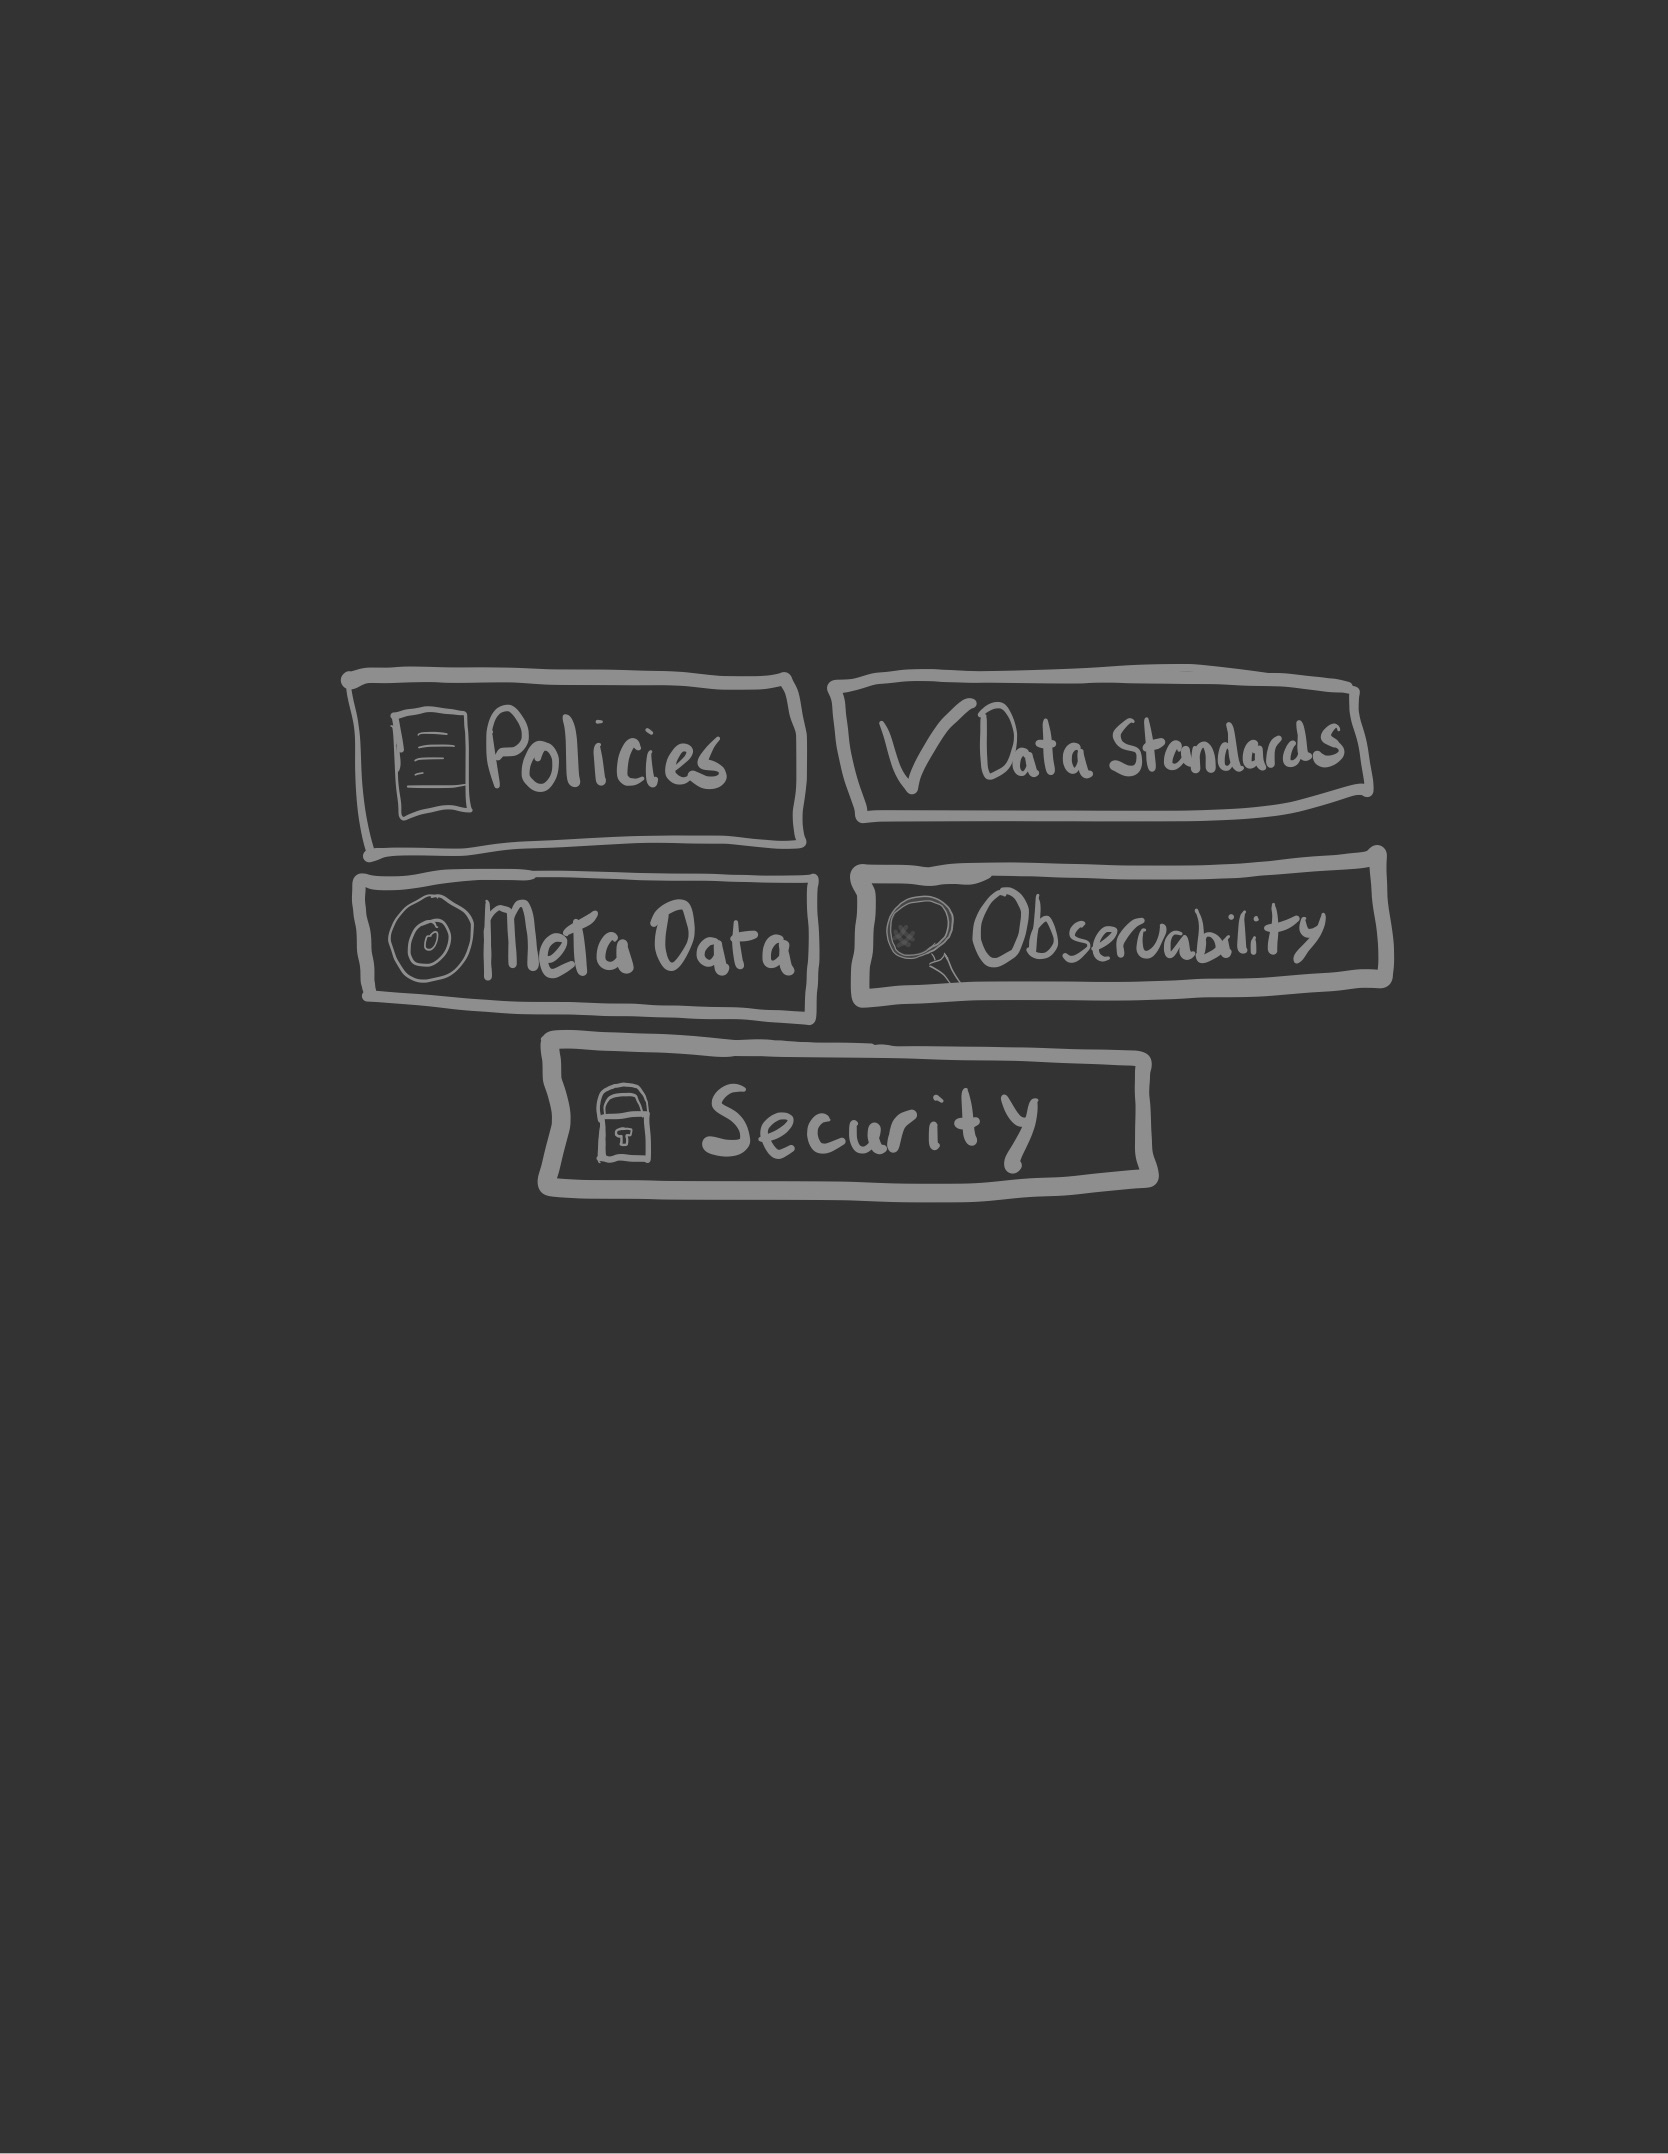 Policies
Data Standards
Meta Data
Observability
Security